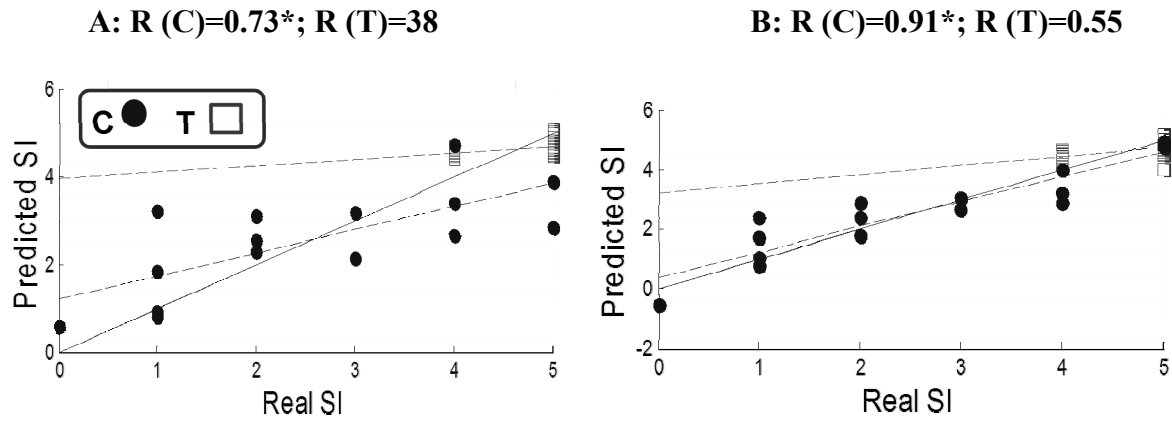 A: R (C)=0.73*; R (T)=38
B: R (C)=0.91*; R (T)=0.55
C T
Predicted SI
6
4
2
0
0 1 2 3 4 5
Real SI
Predicted SI
6
4
2
0
-2
0 1 2 3 4 5
Real SI